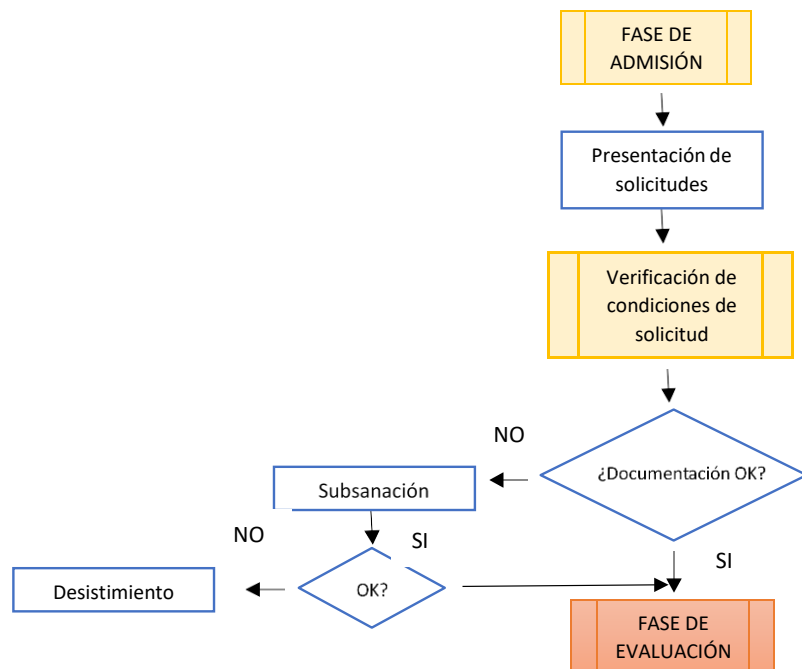 FASE DE
ADMISIÓN
Presentación de
solicitudes
Verificación de
condiciones de
solicitud
¿Documentación OK?
NO
Subsanación
SI
NO
SI
OK?
Desistimiento
FASE DE
EVALUACIÓN